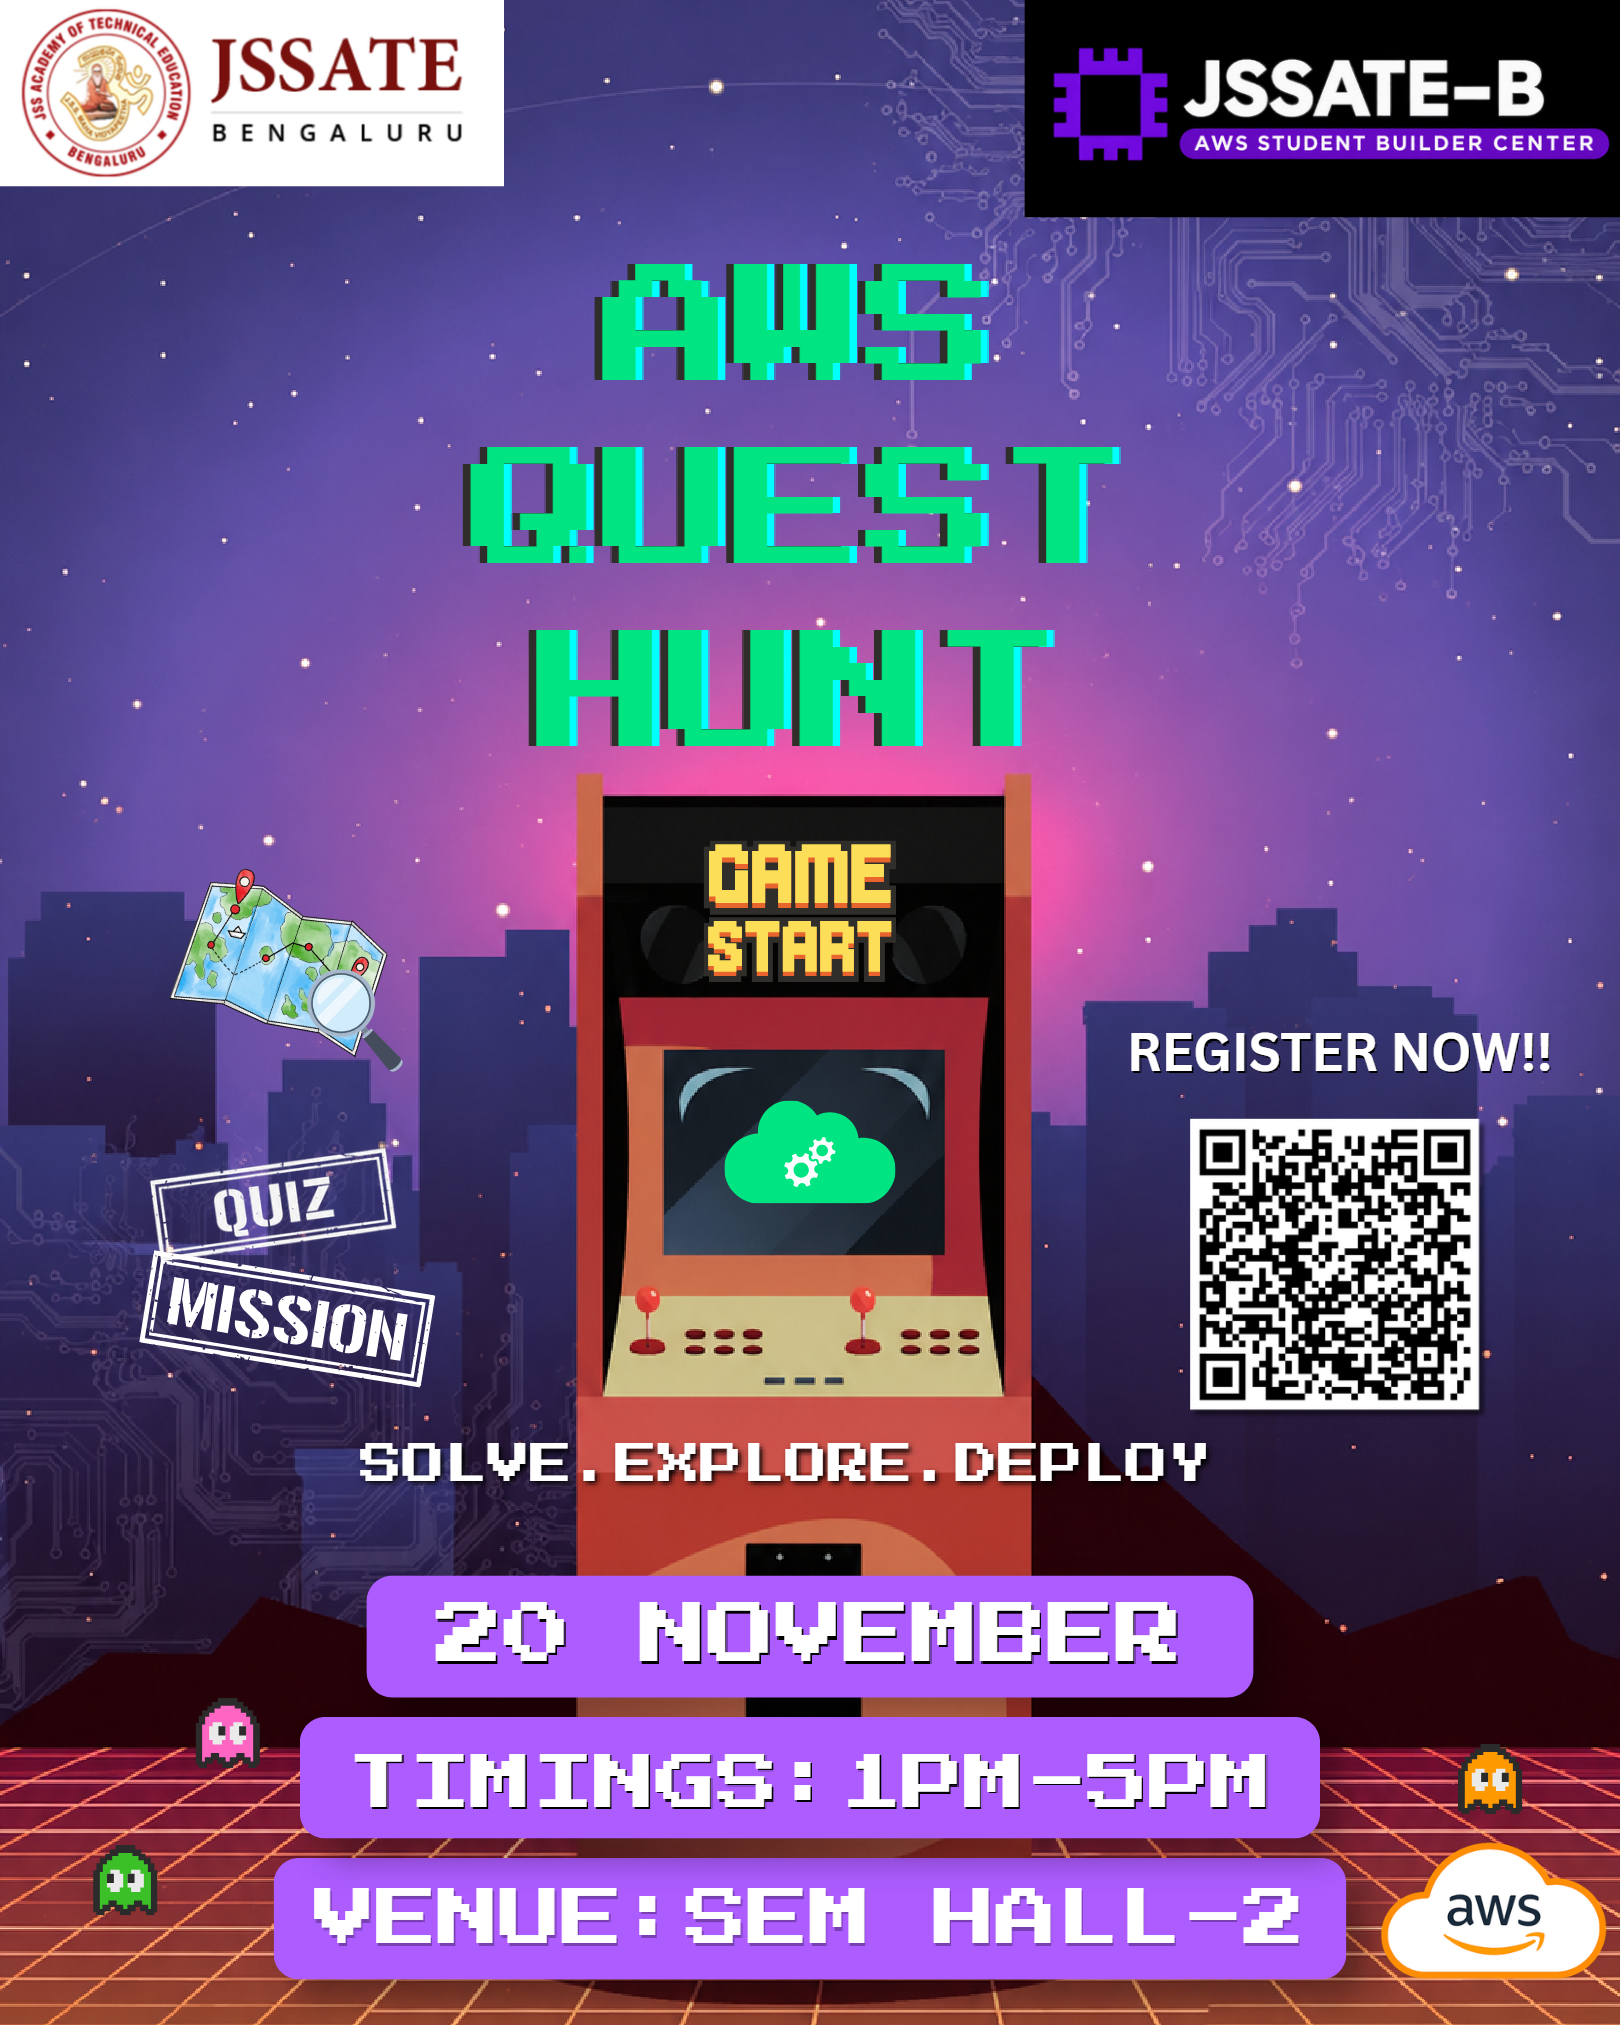 JSS ACADEMY OF TECHNICAL EDUCATION
BENGALURU
JSSATE
BENGALURU
JSSATE-B
AWS STUDENT BUILDER CENTER
AWS
QUEST
HUNT
GAME
START
REGISTER NOW!!
QUIZ
MISSION
SOLVE.EXPLORE.DEPLOY
20 NOVEMBER
TIMINGS:1PM-5PM
VENUE:SEM HALL-2
aws